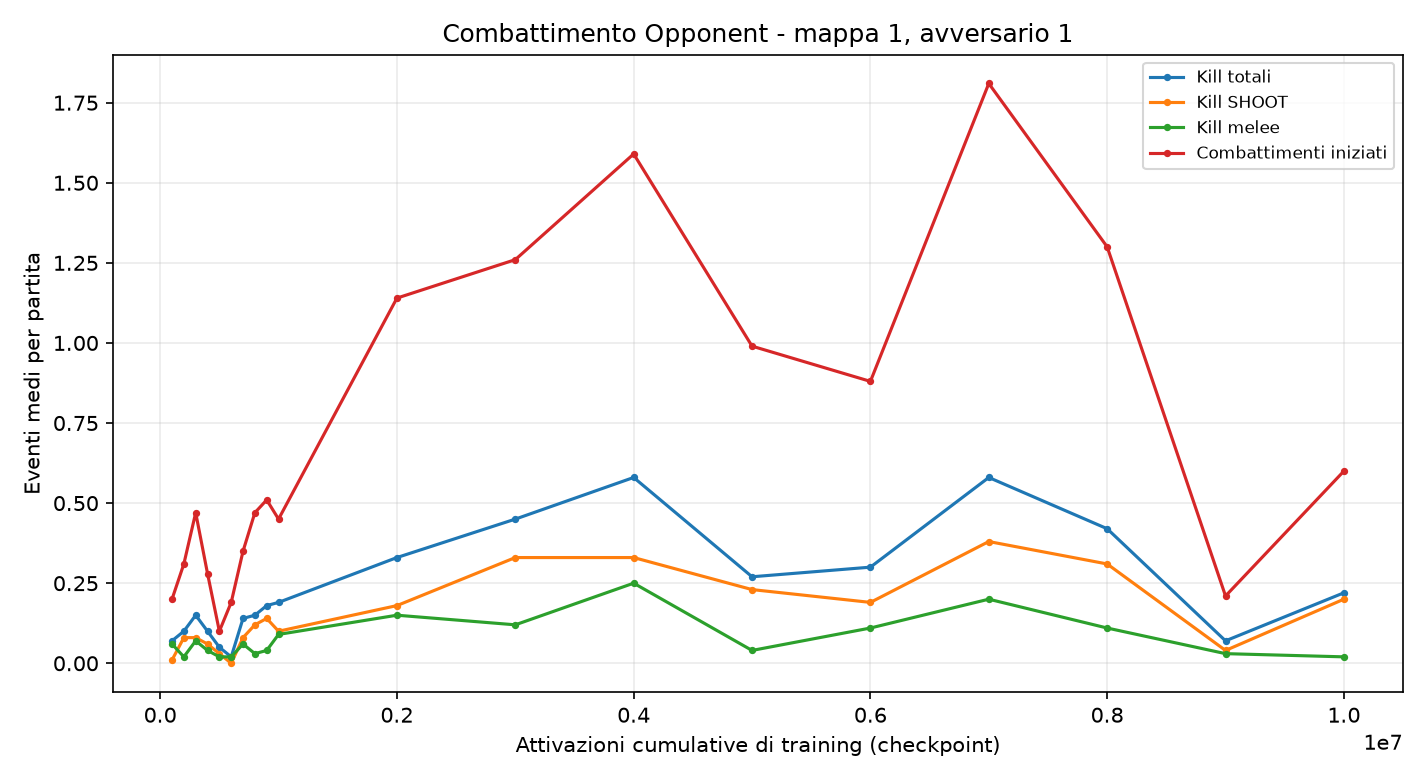 Combattimento Opponent - mappa 1, avversario 1
Kill totali
Kill SHOOT
Kill melee
Combattimenti iniziati
Eventi medi per partita
1.75
1.50
1.25
1.00
0.75
0.50
0.25
0.00
0.0
0.2
0.4
0.6
0.8
1.0
1e7
Attivazioni cumulative di training (checkpoint)